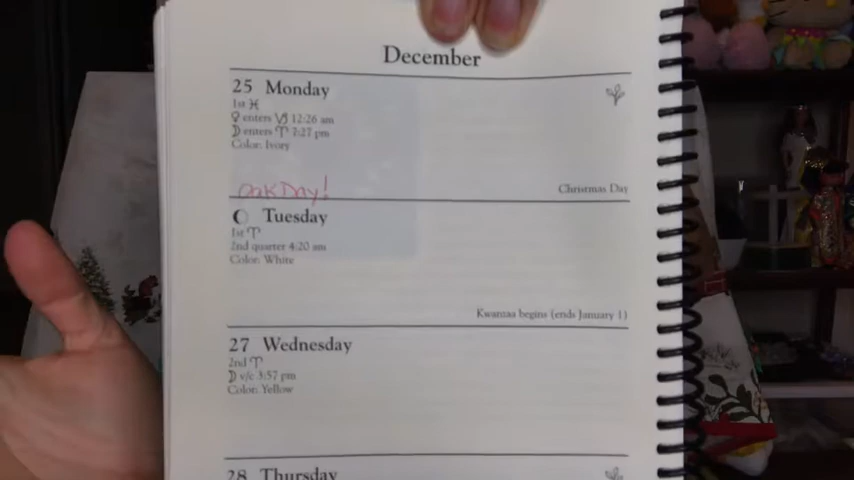 December
25 Monday
1st ♓
♀ enters ♑ 12:26 am
☽ enters ♈ 7:27 pm
Color: Ivory
OakDay!
Christmas Day
Tuesday
1st ♈
2nd quarter 4:20 am
Color: White
Kwanzaa begins (ends January 1)
27 Wednesday
2nd ♈
☽ v/c 3:57 pm
Color: Yellow
28 Thursday